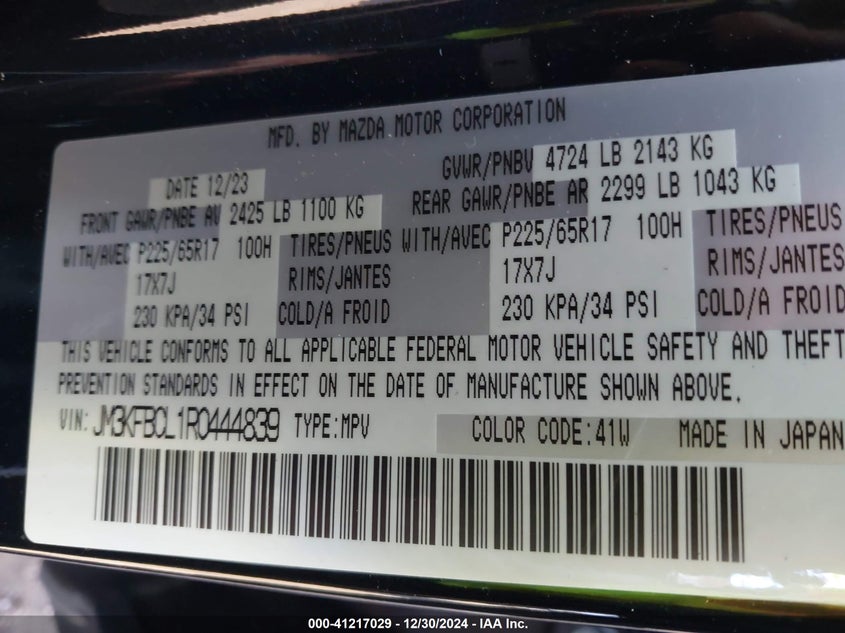 MFD. BY MAZDA MOTOR CORPORATION
DATE 12/23 GVWR/PNBV 4724 LB 2143 KG
FRONT GAWR/PNBE AV 2425 LB 1100 KG REAR GAWR/PNBE AR 2299 LB 1043 KG
WITH/AVEC P225/65R17 100H TIRES/PNEUS WITH/AVEC P225/65R17 100H TIRES/PNEUS
17X7J RIMS/JANTES 17X7J RIMS/JANTES
230 KPA/34 PSI COLD/A FROID 230 KPA/34 PSI COLD/A FROID
THIS VEHICLE CONFORMS TO ALL APPLICABLE FEDERAL MOTOR VEHICLE SAFETY AND THEFT
PREVENTION STANDARDS IN EFFECT ON THE DATE OF MANUFACTURE SHOWN ABOVE.
VIN: JM3KFBCL1R0444839 TYPE:MPV COLOR CODE:41W MADE IN JAPAN
000-41217029 - 12/30/2024 - IAA Inc.